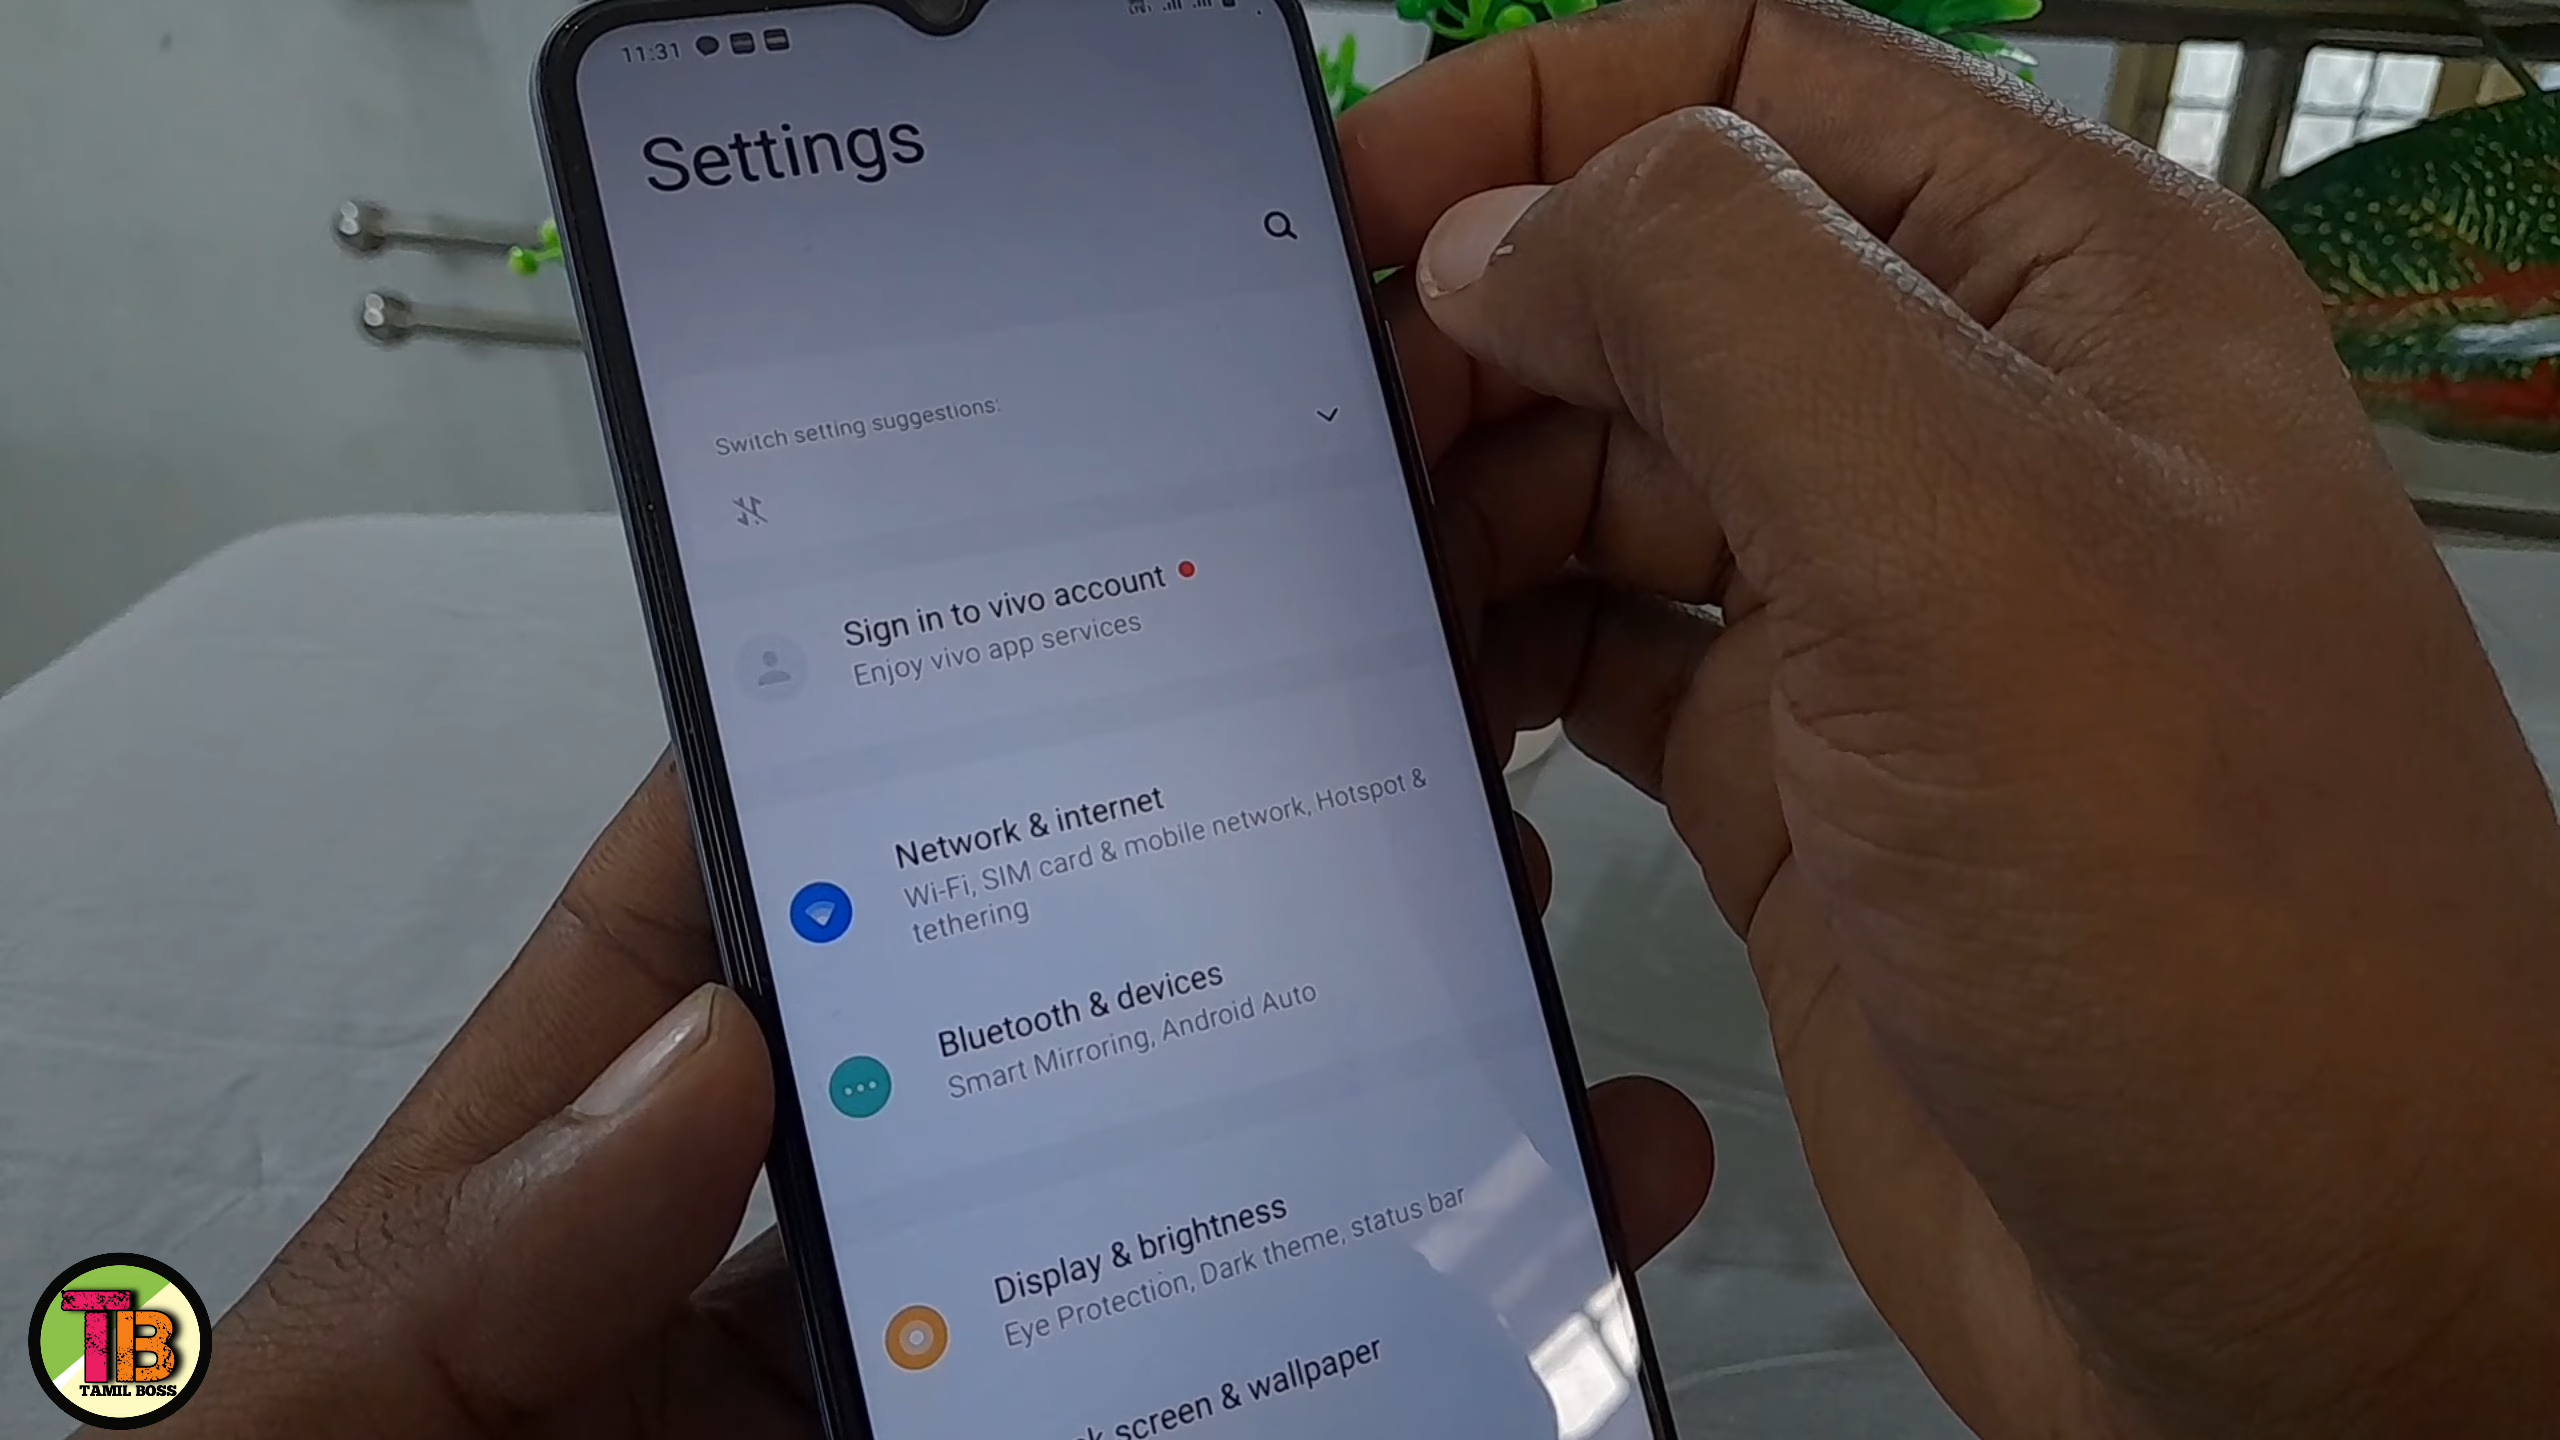 11:31
Settings
Switch setting suggestions:
Sign in to vivo account
Enjoy vivo app services
Network & internet
Wi-Fi, SIM card & mobile network, Hotspot &
tethering
Bluetooth & devices
Smart Mirroring, Android Auto
Display & brightness
Eye Protection, Dark theme, status bar
screen & wallpaper
TB
TAMIL BOSS